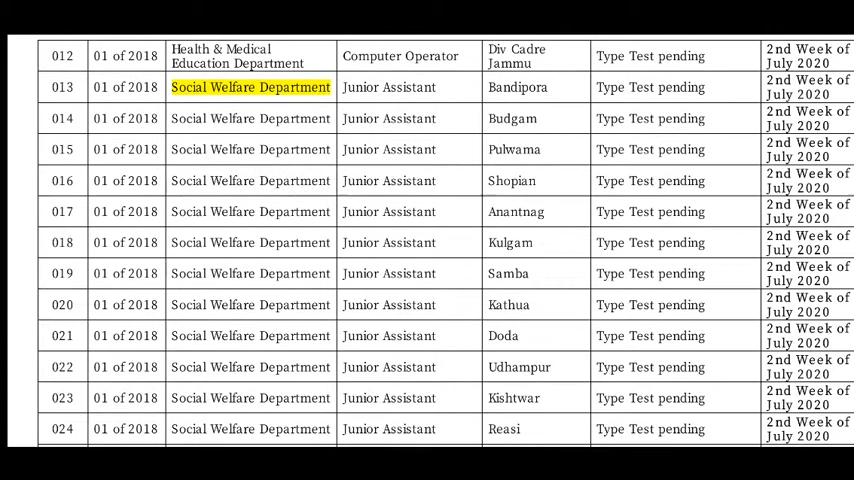 012 01 of 2018 Health & Medical Education Department Computer Operator Div Cadre Jammu Type Test pending 2nd Week of July 2020
013 01 of 2018 Social Welfare Department Junior Assistant Bandipora Type Test pending 2nd Week of July 2020
014 01 of 2018 Social Welfare Department Junior Assistant Budgam Type Test pending 2nd Week of July 2020
015 01 of 2018 Social Welfare Department Junior Assistant Pulwama Type Test pending 2nd Week of July 2020
016 01 of 2018 Social Welfare Department Junior Assistant Shopian Type Test pending 2nd Week of July 2020
017 01 of 2018 Social Welfare Department Junior Assistant Anantnag Type Test pending 2nd Week of July 2020
018 01 of 2018 Social Welfare Department Junior Assistant Kulgam Type Test pending 2nd Week of July 2020
019 01 of 2018 Social Welfare Department Junior Assistant Samba Type Test pending 2nd Week of July 2020
020 01 of 2018 Social Welfare Department Junior Assistant Kathua Type Test pending 2nd Week of July 2020
021 01 of 2018 Social Welfare Department Junior Assistant Doda Type Test pending 2nd Week of July 2020
022 01 of 2018 Social Welfare Department Junior Assistant Udhampur Type Test pending 2nd Week of July 2020
023 01 of 2018 Social Welfare Department Junior Assistant Kishtwar Type Test pending 2nd Week of July 2020
024 01 of 2018 Social Welfare Department Junior Assistant Reasi Type Test pending 2nd Week of July 2020